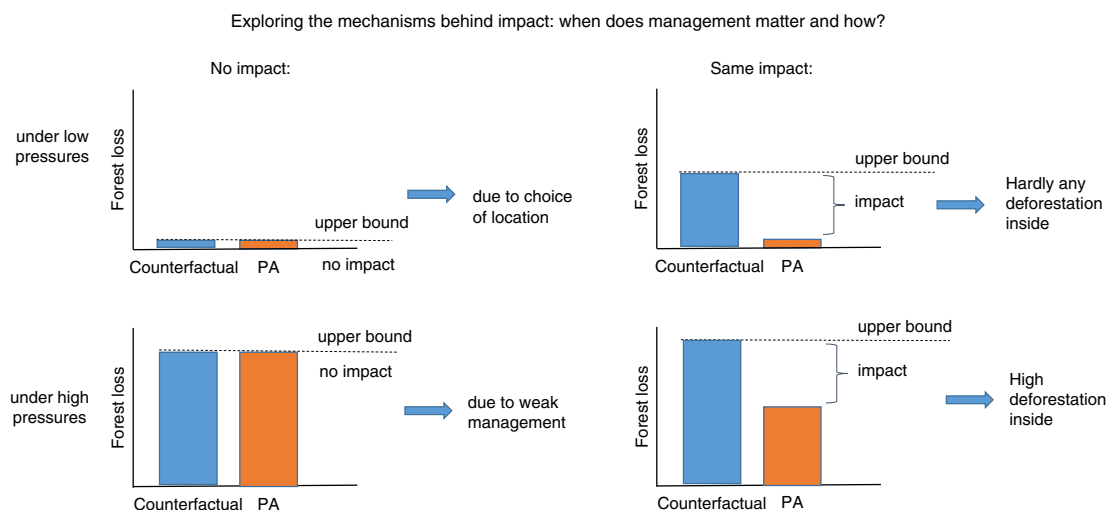 Exploring the mechanisms behind impact: when does management matter and how?
No impact:
Same impact:
under low
pressures
Forest loss
upper bound
no impact
Counterfactual
PA
due to choice
of location
Forest loss
upper bound
impact
Counterfactual
PA
Hardly any
deforestation
inside
under high
pressures
Forest loss
upper bound
no impact
Counterfactual
PA
due to weak
management
Forest loss
upper bound
impact
Counterfactual
PA
High
deforestation
inside